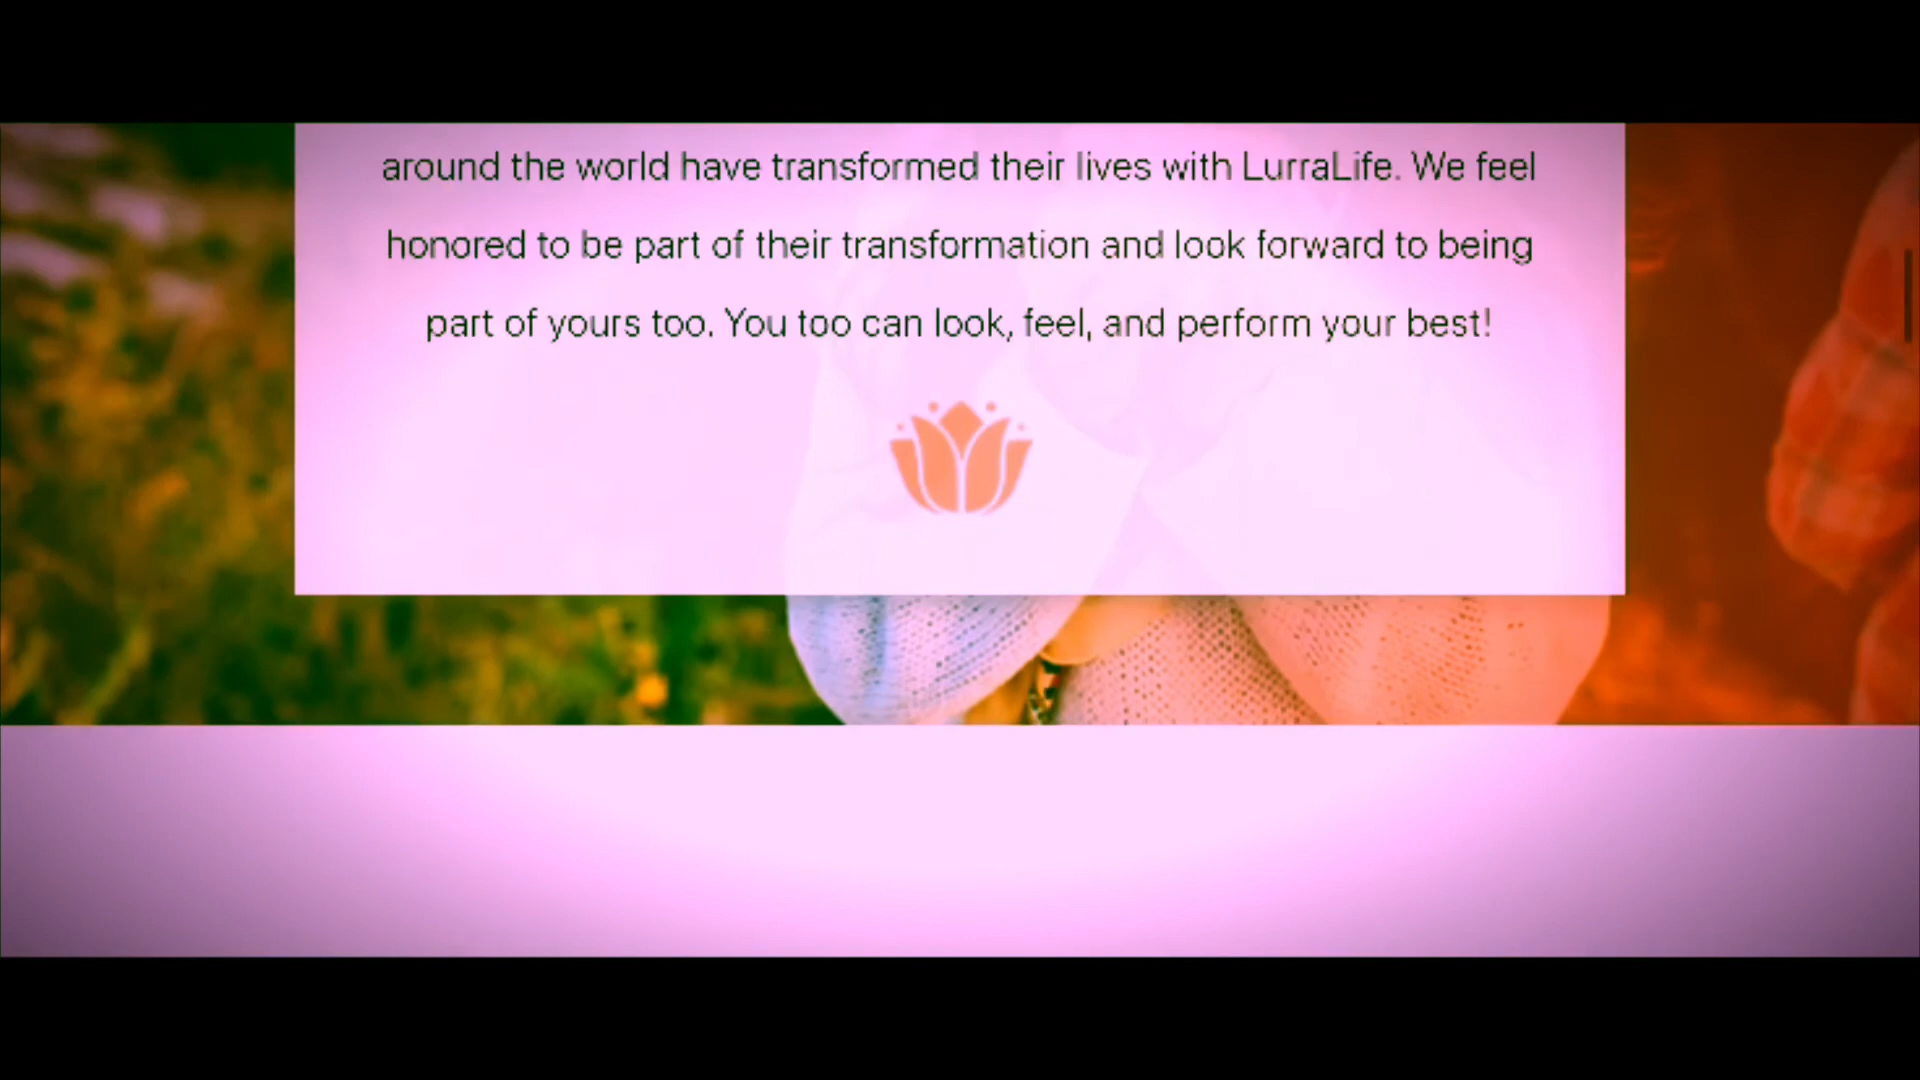 around the world have transformed their lives with LurraLife. We feel
honored to be part of their transformation and look forward to being
part of yours too. You too can look, feel, and perform your best!